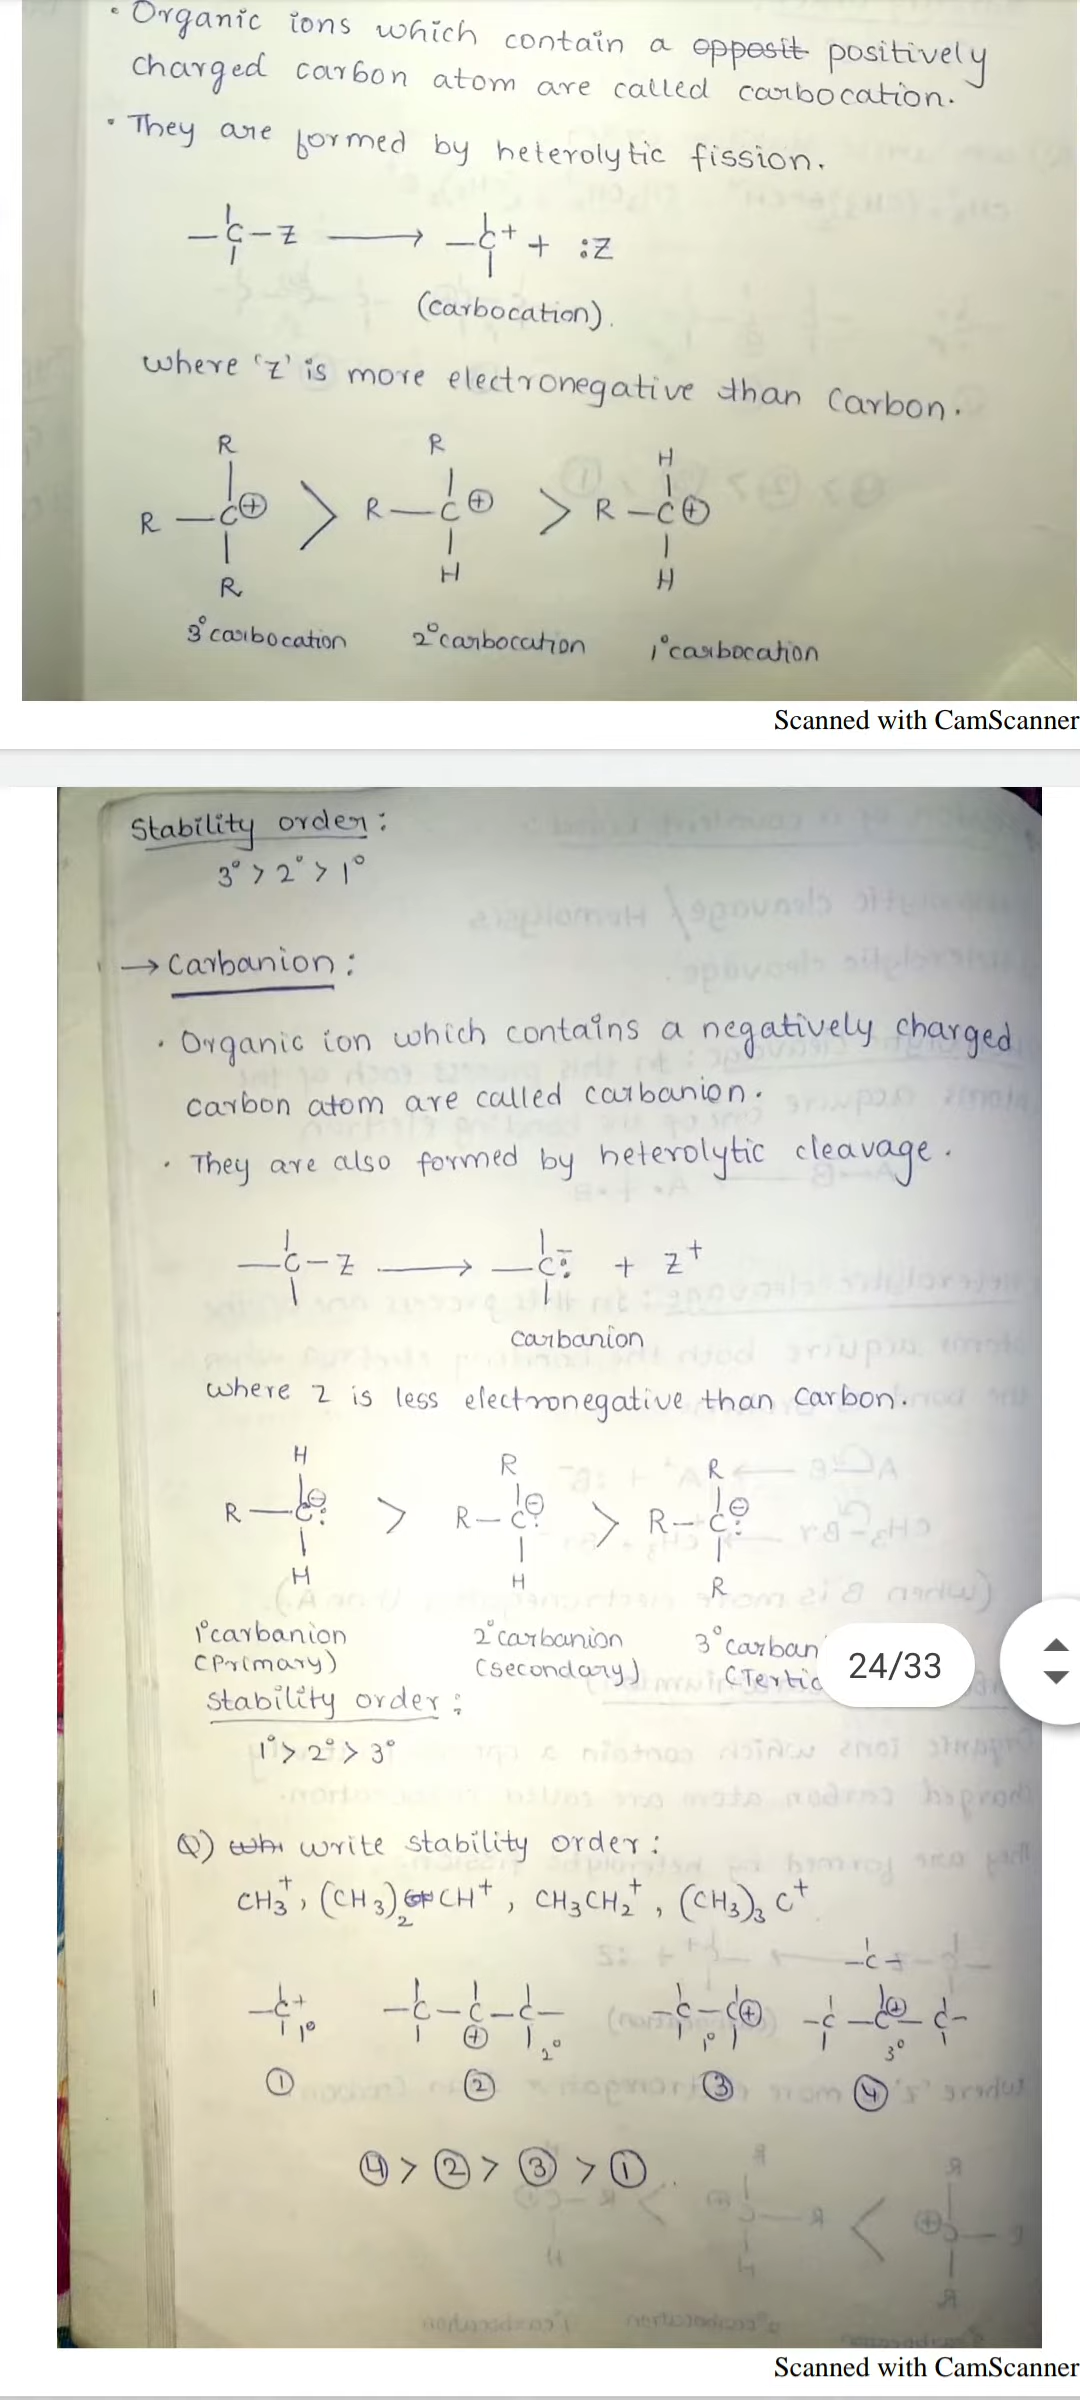 • Organic ions which contain a opposit positively
charged carbon atom are called carbocation.
• They are formed by heterolytic fission.
-C-Z ⟶ -C+ + :Z
(carbocation).
where 'z' is more electronegative than carbon.
R R H
R-C⊕ > R-C⊕ > R-C⊕
R H H
3°carbocation 2°carbocation 1°carbocation
Scanned with CamScanner
Stability order:
3° > 2° > 1°
→ Carbanion:
• Organic ion which contains a negatively charged
carbon atom are called carbanion.
• They are also formed by heterolytic cleavage.
-C-Z ⟶ -C:⁻ + Z+
carbanion
where z is less electronegative than carbon.
H R R
R-C:⊖ > R-C:⊖ > R-C:⊖
H H R
1°carbanion 2°carbanion 3°carban
(Primary) (secondary) (Tertia
24/33
Stability order:
1° > 2° > 3°
Q) write stability order:
CH3+, (CH3)2CH+, CH3CH2+, (CH3)3C+
-C-
-C+ -C-C-C- -C-C⊕ -C-C-C-
1° ⊕ 2° 1° ⊕ 3°
① ② ③ ④
④ > ② > ③ > ①
Scanned with CamScanner